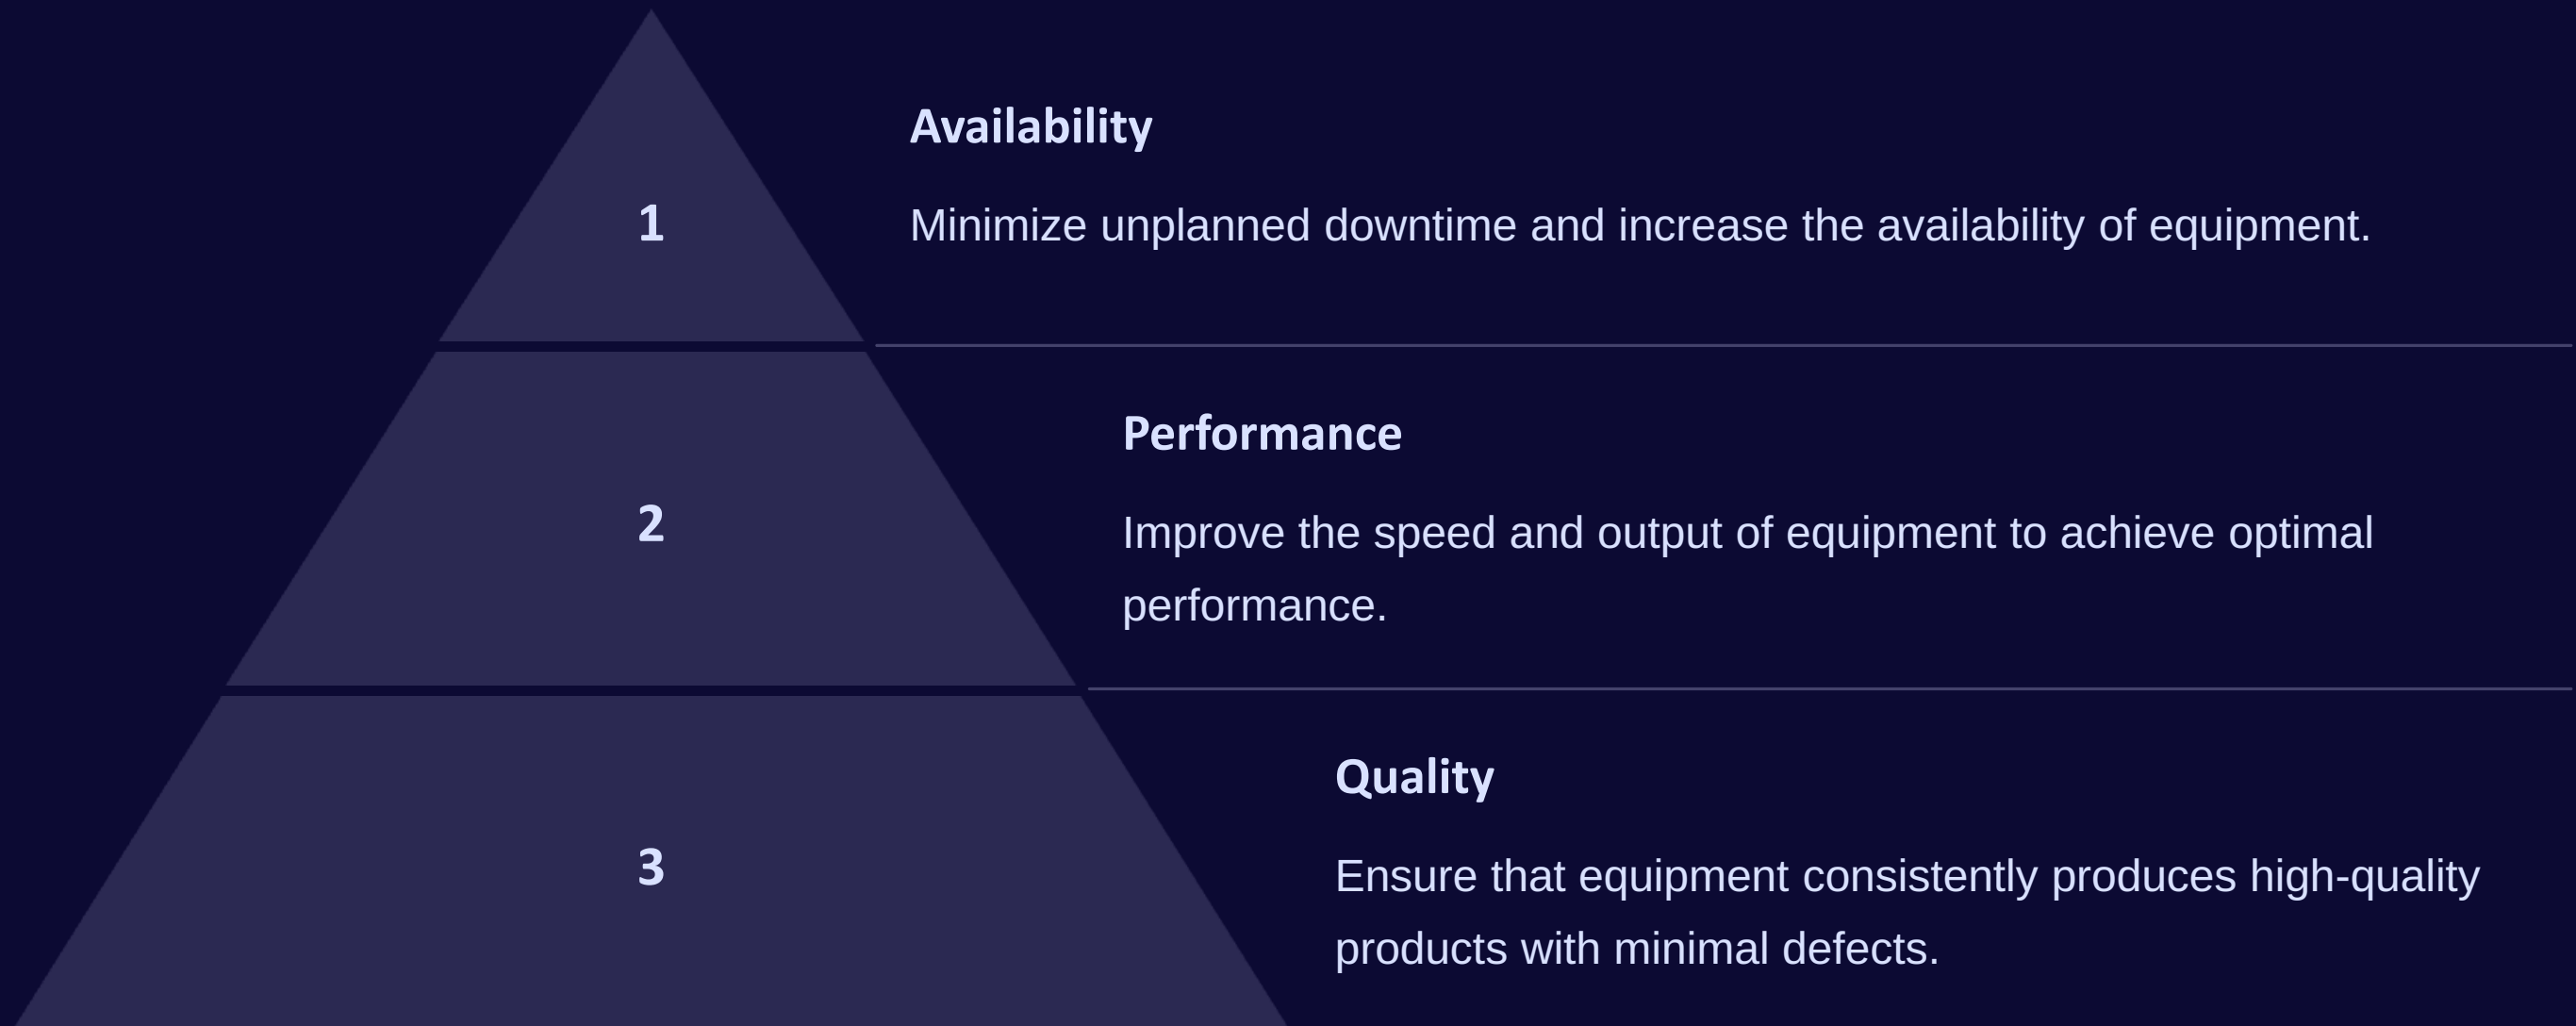 Availability
1
Minimize unplanned downtime and increase the availability of equipment.
Performance
2
Improve the speed and output of equipment to achieve optimal
performance.
Quality
3
Ensure that equipment consistently produces high-quality
products with minimal defects.